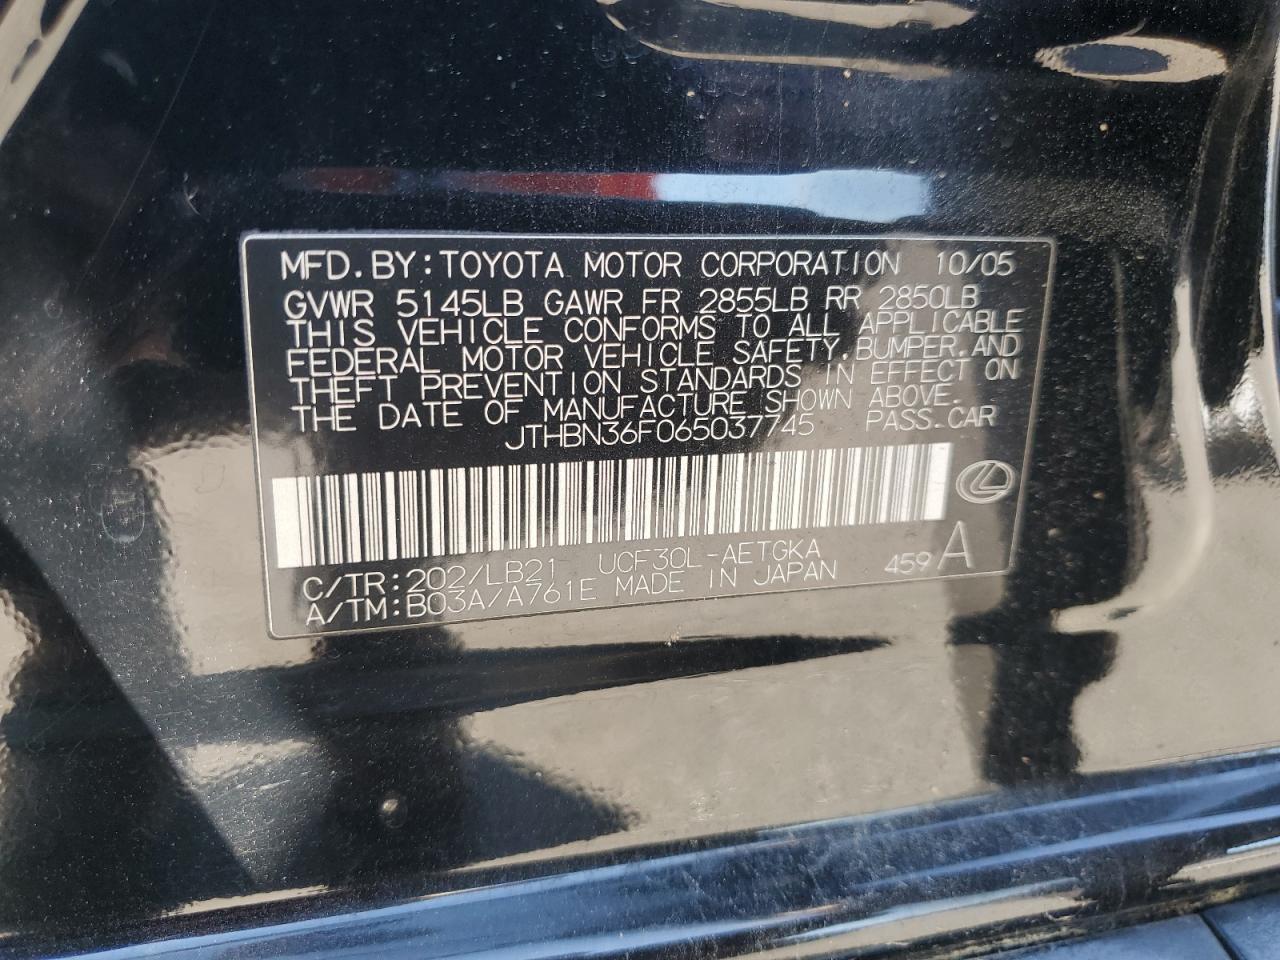 MFD.BY:TOYOTA MOTOR CORPORATION 10/05
GVWR 5145LB GAWR FR 2855LB RR 2850LB
THIS VEHICLE CONFORMS TO ALL APPLICABLE
FEDERAL MOTOR VEHICLE SAFETY,BUMPER,AND
THEFT PREVENTION STANDARDS IN EFFECT ON
THE DATE OF MANUFACTURE SHOWN ABOVE.
JTHBN36F065037745 PASS.CAR
C/TR:202/LB21 UCF30L-AETGKA 459 A
A/TM:B03A/A761E MADE IN JAPAN